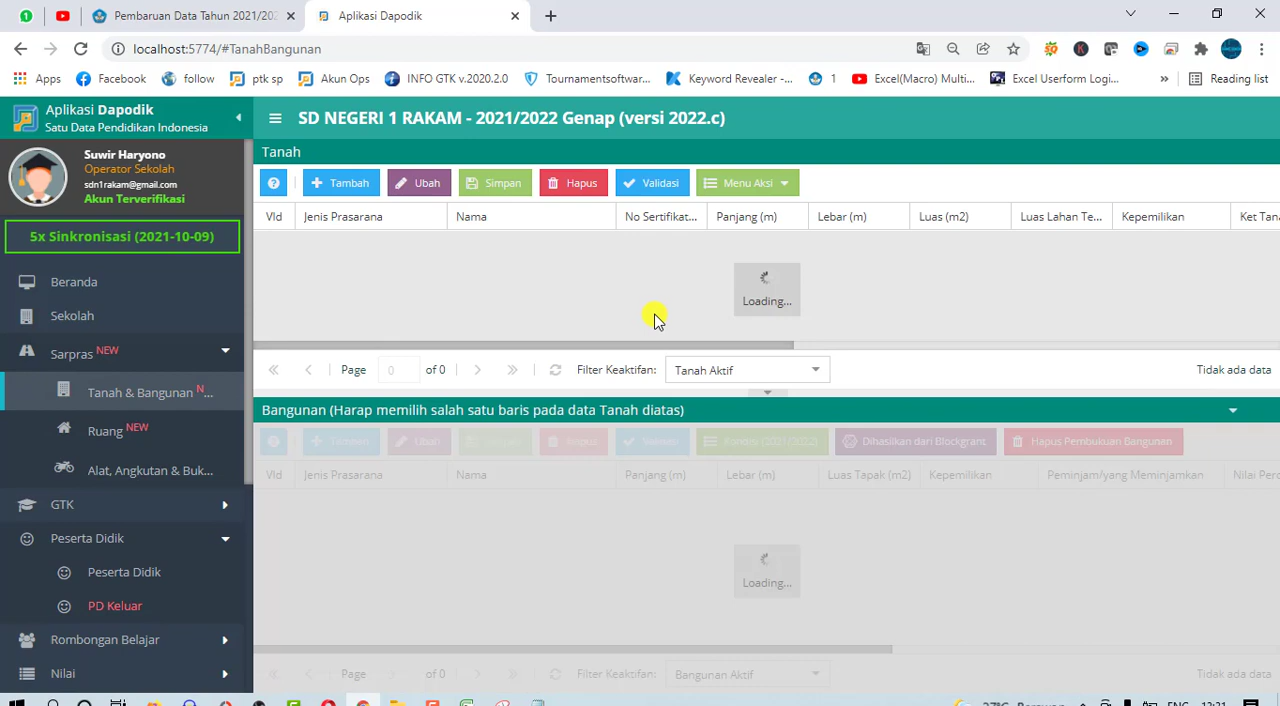 1
Pembaruan Data Tahun 2021/202
Aplikasi Dapodik
localhost:5774/#TanahBangunan
Apps
Facebook
follow
ptk sp
Akun Ops
INFO GTK v.2020.2.0
Tournamentsoftwar...
Keyword Revealer -...
1
Excel(Macro) Multi...
Excel Userform Logi...
»
Reading list
Aplikasi Dapodik
Satu Data Pendidikan Indonesia
SD NEGERI 1 RAKAM - 2021/2022 Genap (versi 2022.c)
Suwir Haryono
Operator Sekolah
sdn1rakam@gmail.com
Akun Terverifikasi
5x Sinkronisasi (2021-10-09)
Beranda
Sekolah
Sarpras NEW
Tanah & Bangunan N...
Ruang NEW
Alat, Angkutan & Buk...
GTK
Peserta Didik
Peserta Didik
PD Keluar
Rombongan Belajar
Nilai
Tanah
Tambah Ubah Simpan Hapus Validasi Menu Aksi
Vld Jenis Prasarana Nama No Sertifikat... Panjang (m) Lebar (m) Luas (m2) Luas Lahan Te... Kepemilikan Ket Tan
Loading...
Page 0 of 0 Filter Keaktifan: Tanah Aktif Tidak ada data
Bangunan (Harap memilih salah satu baris pada data Tanah diatas)
Tambah Ubah Simpan Hapus Validasi Kondisi (2021/2022) Dihasilkan dari Blockgrant Hapus Pembukuan Bangunan
Vld Jenis Prasarana Nama Panjang (m) Lebar (m) Luas Tapak (m2) Kepemilikan Peminjam/yang Meminjamkan Nilai Pero
Loading...
Page of 0 Filter Keaktifan: Bangunan Aktif Tidak ada data
ENG